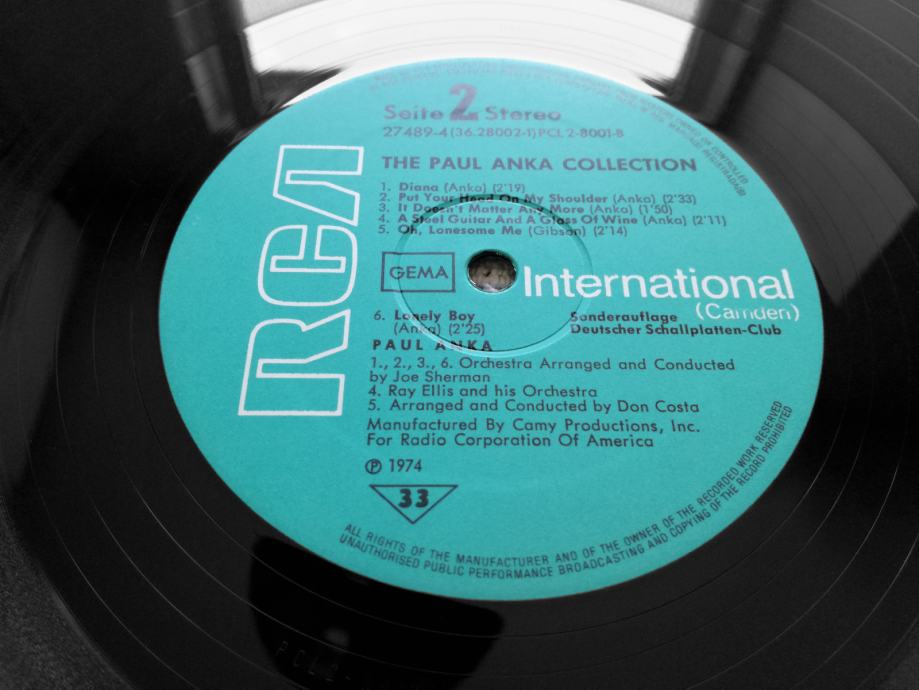 Seite 2 Stereo
27489-4 (36.28002-1) PCL 2-8001-B
THE PAUL ANKA COLLECTION
1. Diana (Anka) (2'19)
2. Put Your Head On My Shoulder (Anka) (2'33)
3. It Doesn't Matter Any More (Anka) (1'50)
4. A Steel Guitar And A Glass Of Wine (Anka) (2'11)
5. Oh, Lonesome Me (Gibson) (2'14)
RCA
GEMA
International
(Camden)
6. Lonely Boy
(Anka) (2'25)
Sonderauflage
Deutscher Schallplatten-Club
PAUL ANKA
1., 2., 3., 6. Orchestra Arranged and Conducted
by Joe Sherman
4. Ray Ellis and his Orchestra
5. Arranged and Conducted by Don Costa
Manufactured By Camy Productions, Inc.
For Radio Corporation Of America
Ⓟ 1974
33
ALL RIGHTS OF THE MANUFACTURER AND OF THE OWNER OF THE RECORDED WORK RESERVED
UNAUTHORISED PUBLIC PERFORMANCE BROADCASTING AND COPYING OF THE RECORD PROHIBITED